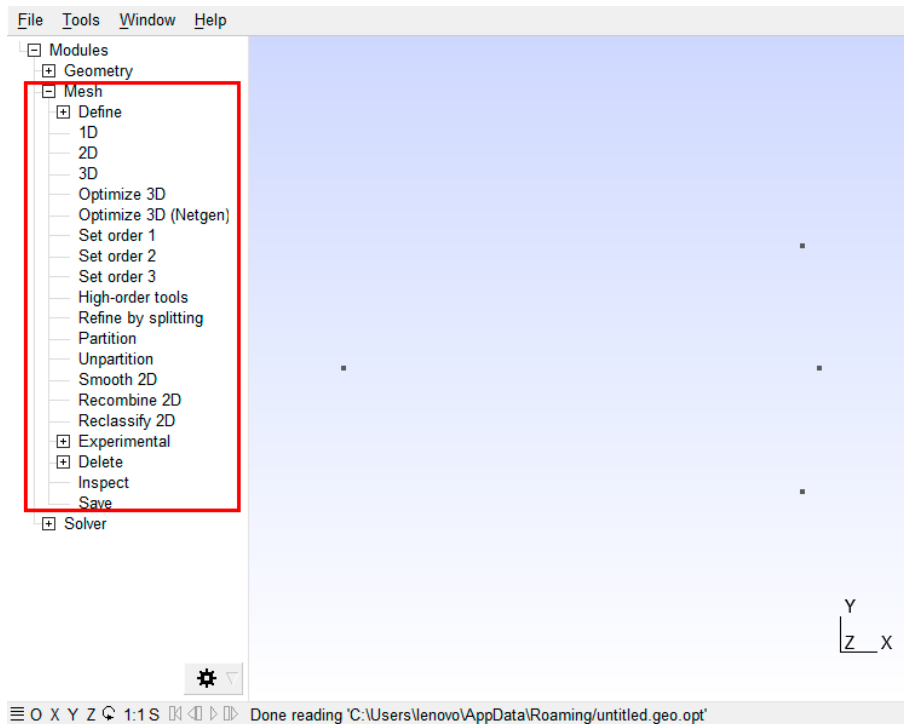 File Tools Window Help
Modules
Geometry
Mesh
Define
1D
2D
3D
Optimize 3D
Optimize 3D (Netgen)
Set order 1
Set order 2
Set order 3
High-order tools
Refine by splitting
Partition
Unpartition
Smooth 2D
Recombine 2D
Reclassify 2D
Experimental
Delete
Inspect
Save
Solver
Y
Z X
O X Y Z 1:1 S Done reading 'C:\Users\lenovo\AppData\Roaming/untitled.geo.opt'